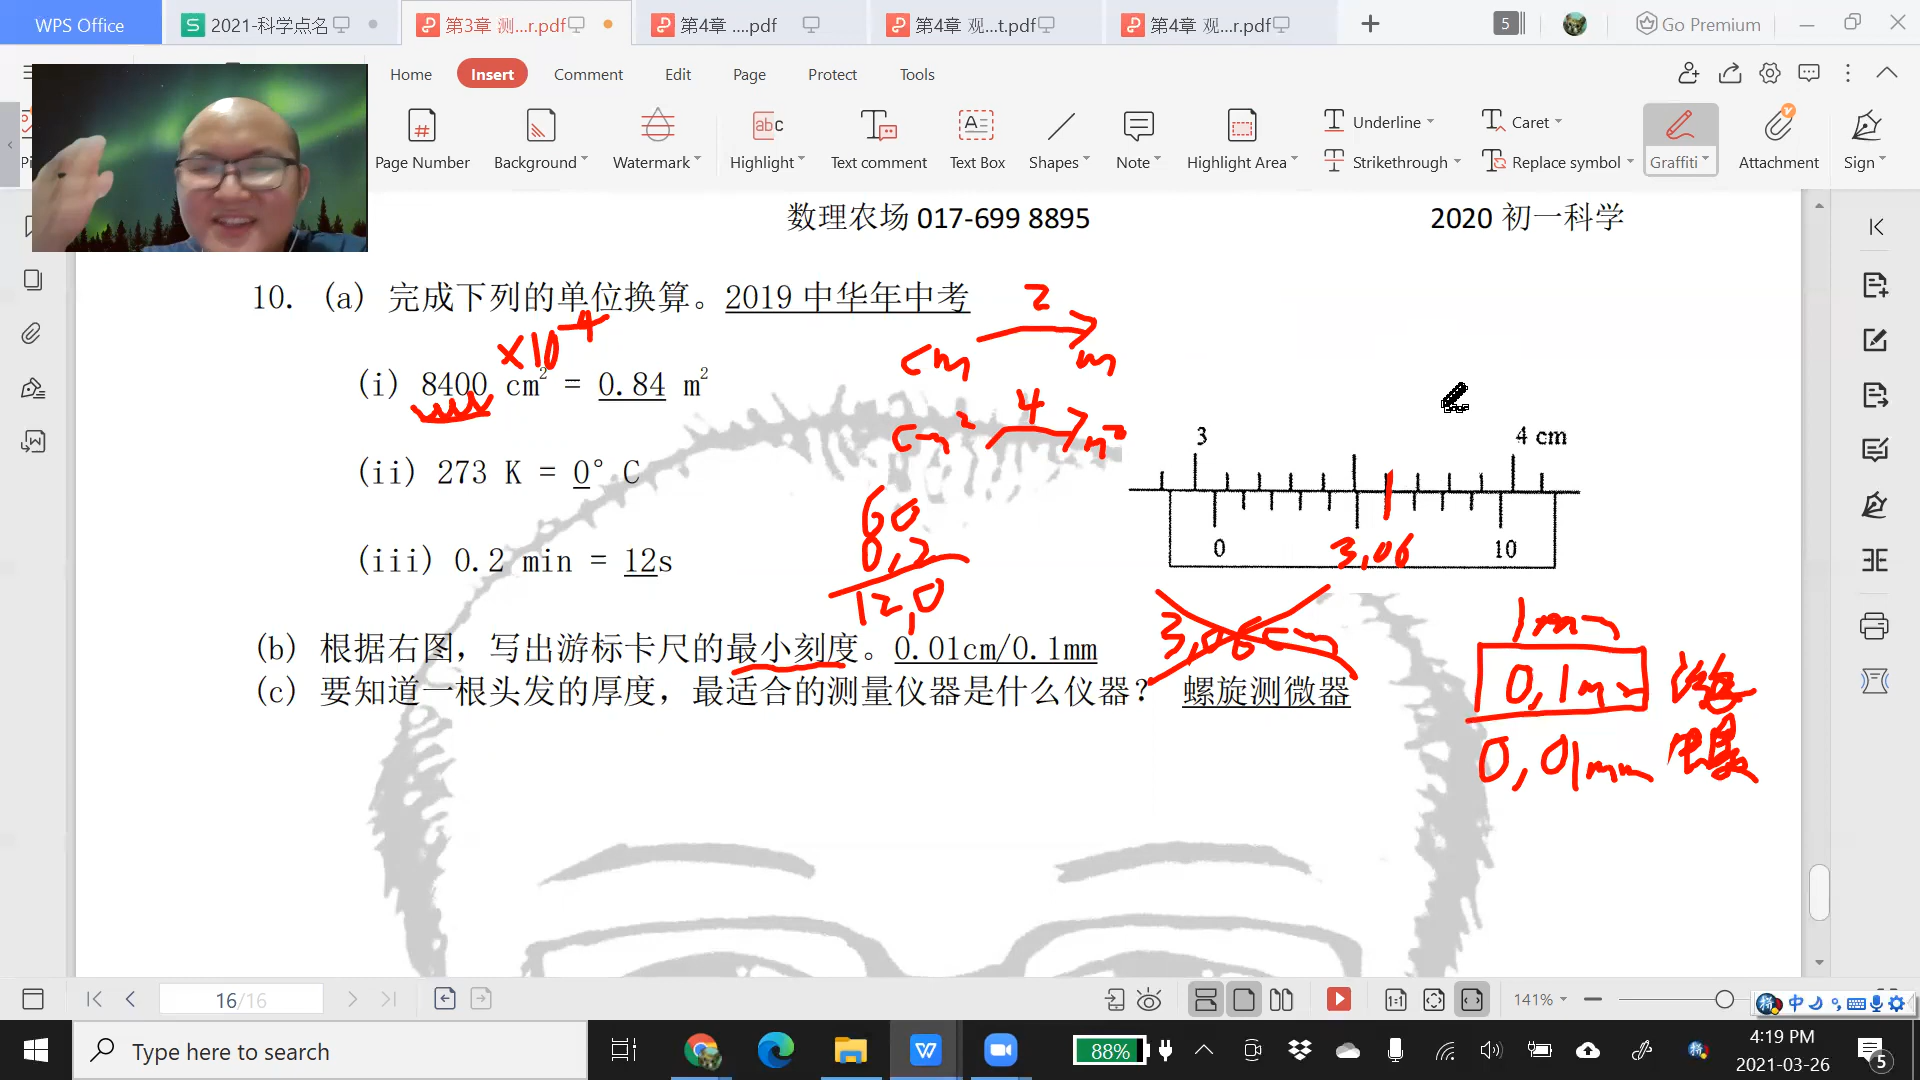 WPS Office
2021-科学点名
第3章 测...r.pdf
第4章 ....pdf
第4章 观...t.pdf
第4章 观...r.pdf
5
Go Premium
Home Insert Comment Edit Page Protect Tools
Page Number
Background
Watermark
Highlight
Text comment
Text Box
Shapes
Note
Highlight Area
Underline
Strikethrough
Caret
Replace symbol
Graffiti
Attachment
Sign
数理农场 017-699 8895
2020 初一科学
10. (a) 完成下列的单位换算。2019 中华年中考
×10⁻⁴
2
cm m
(i) 8400 cm² = 0.84 m²
4
cm² m²
3 4 cm
(ii) 273 K = 0° C
60
0,2
12,0
0 3,06 10
(iii) 0.2 min = 12s
3,06cm
1mm
(b) 根据右图，写出游标卡尺的最小刻度。0.01cm/0.1mm
0,1mm
(c) 要知道一根头发的厚度，最适合的测量仪器是什么仪器？ 螺旋测微器
0,01mm
16/16
141%
中
Type here to search
88%
4:19 PM
2021-03-26
5